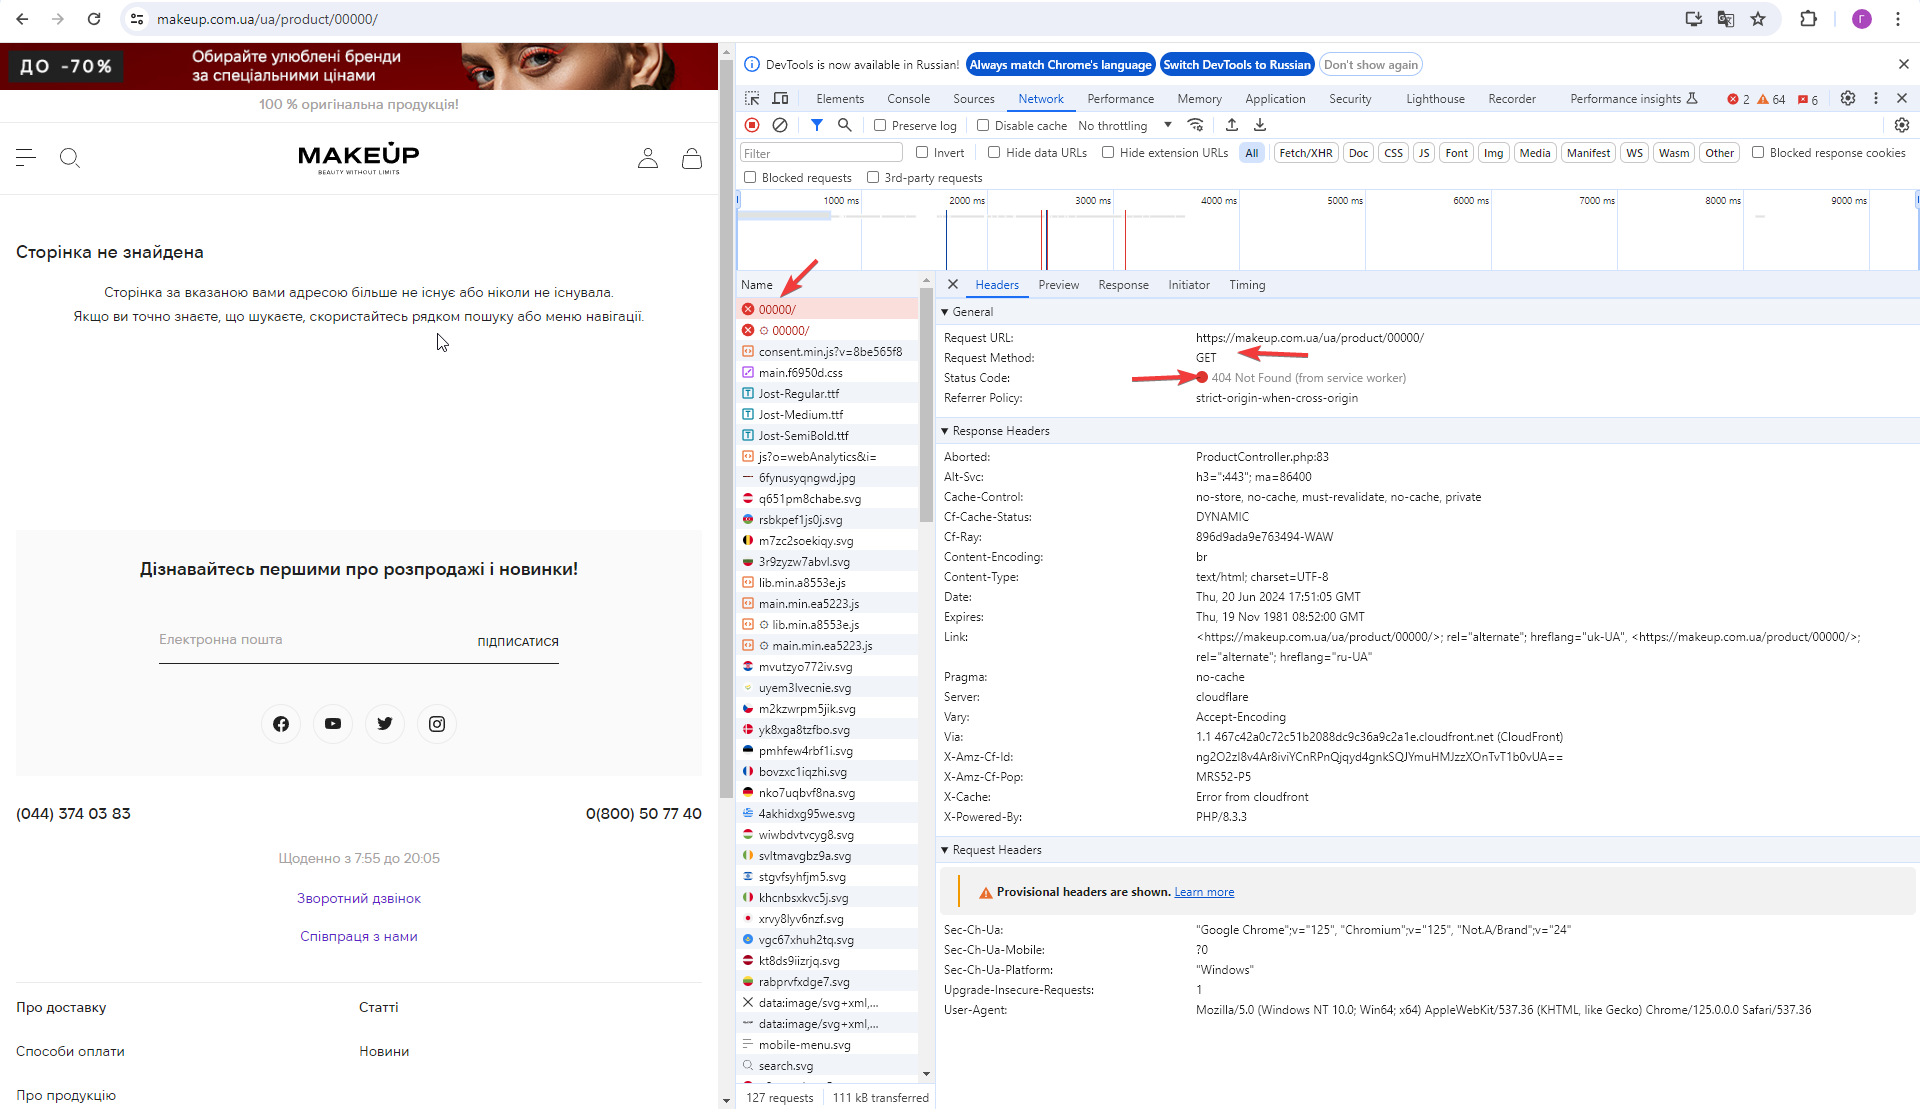 makeup.com.ua/ua/product/00000/
Г
ДО -70%
Обирайте улюблені бренди
за спеціальними цінами
100 % оригінальна продукція!
MAKEUP
BEAUTY WITHOUT LIMITS
Сторінка не знайдена
Сторінка за вказаною вами адресою більше не існує або ніколи не існувала.
Якщо ви точно знаєте, що шукаєте, скористайтесь рядком пошуку або меню навігації.
Дізнавайтесь першими про розпродажі і новинки!
Електронна пошта
ПІДПИСАТИСЯ
(044) 374 03 83
0(800) 50 77 40
Щоденно з 7:55 до 20:05
Зворотний дзвінок
Співпраця з нами
Про доставку
Статті
Способи оплати
Новини
Про продукцію
DevTools is now available in Russian! Always match Chrome's language Switch DevTools to Russian Don't show again
Elements Console Sources Network Performance Memory Application Security Lighthouse Recorder Performance insights 2 64 6
Preserve log Disable cache No throttling
Filter Invert Hide data URLs Hide extension URLs All Fetch/XHR Doc CSS JS Font Img Media Manifest WS Wasm Other Blocked response cookies
Blocked requests 3rd-party requests
1000 ms 2000 ms 3000 ms 4000 ms 5000 ms 6000 ms 7000 ms 8000 ms 9000 ms
Name
00000/
00000/
consent.min.js?v=8be565f8
main.f6950d.css
Jost-Regular.ttf
Jost-Medium.ttf
Jost-SemiBold.ttf
js?o=webAnalytics&i=
6fynusyqngwd.jpg
q651pm8chabe.svg
rsbkpef1js0j.svg
m7zc2soekiqy.svg
3r9zyzw7abvl.svg
lib.min.a8553e.js
main.min.ea5223.js
lib.min.a8553e.js
main.min.ea5223.js
mvutzyo772iv.svg
uyem3lvecnie.svg
m2kzwrpm5jik.svg
yk8xga8tzfbo.svg
pmhfew4rbf1i.svg
bovzxc1iqzhi.svg
nko7uqbvf8na.svg
4akhidxg95we.svg
wiwbdvtvcyg8.svg
svltmavgbz9a.svg
stgvfsyhfjm5.svg
khcnbsxkvc5j.svg
xrvy8lyv6nzf.svg
vgc67xhuh2tq.svg
kt8ds9iizrjq.svg
rabprvfxdge7.svg
data:image/svg+xml,...
data:image/svg+xml,...
mobile-menu.svg
search.svg
127 requests 111 kB transferred
Headers Preview Response Initiator Timing
General
Request URL: https://makeup.com.ua/ua/product/00000/
Request Method: GET
Status Code: 404 Not Found (from service worker)
Referrer Policy: strict-origin-when-cross-origin
Response Headers
Aborted: ProductController.php:83
Alt-Svc: h3=":443"; ma=86400
Cache-Control: no-store, no-cache, must-revalidate, no-cache, private
Cf-Cache-Status: DYNAMIC
Cf-Ray: 896d9ada9e763494-WAW
Content-Encoding: br
Content-Type: text/html; charset=UTF-8
Date: Thu, 20 Jun 2024 17:51:05 GMT
Expires: Thu, 19 Nov 1981 08:52:00 GMT
Link: <https://makeup.com.ua/ua/product/00000/>; rel="alternate"; hreflang="uk-UA", <https://makeup.com.ua/product/00000/>;
rel="alternate"; hreflang="ru-UA"
Pragma: no-cache
Server: cloudflare
Vary: Accept-Encoding
Via: 1.1 467c42a0c72c51b2088dc9c36a9c2a1e.cloudfront.net (CloudFront)
X-Amz-Cf-Id: ng2O2zI8v4Ar8iviYCnRPnQjqyd4gnkSQJYmuHMJzzXOnTvT1b0vUA==
X-Amz-Cf-Pop: MRS52-P5
X-Cache: Error from cloudfront
X-Powered-By: PHP/8.3.3
Request Headers
Provisional headers are shown. Learn more
Sec-Ch-Ua: "Google Chrome";v="125", "Chromium";v="125", "Not.A/Brand";v="24"
Sec-Ch-Ua-Mobile: ?0
Sec-Ch-Ua-Platform: "Windows"
Upgrade-Insecure-Requests: 1
User-Agent: Mozilla/5.0 (Windows NT 10.0; Win64; x64) AppleWebKit/537.36 (KHTML, like Gecko) Chrome/125.0.0.0 Safari/537.36